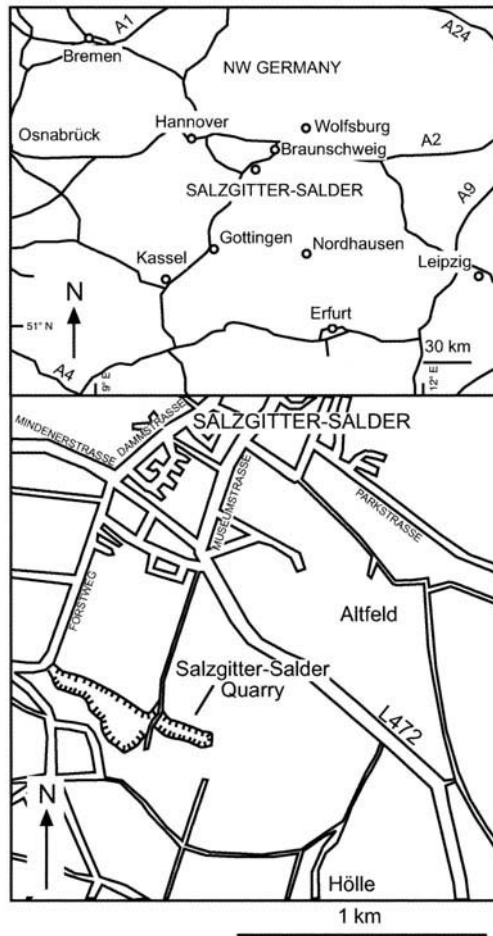 A1
A24
Bremen
NW GERMANY
Hannover
Wolfsburg
Osnabrück
Braunschweig
A2
SALZGITTER-SALDER
A9
Gottingen
Nordhausen
Kassel
Leipzig
N
Erfurt
51° N
30 km
A4
9° E
12° E
SALZGITTER-SALDER
MINDENERSTRASSE
DAMMSTRASSE
MUSEUMSTRASSE
PARKSTRASSE
FORSTWEG
Altfeld
Salzgitter-Salder
Quarry
L472
N
Hölle
1 km